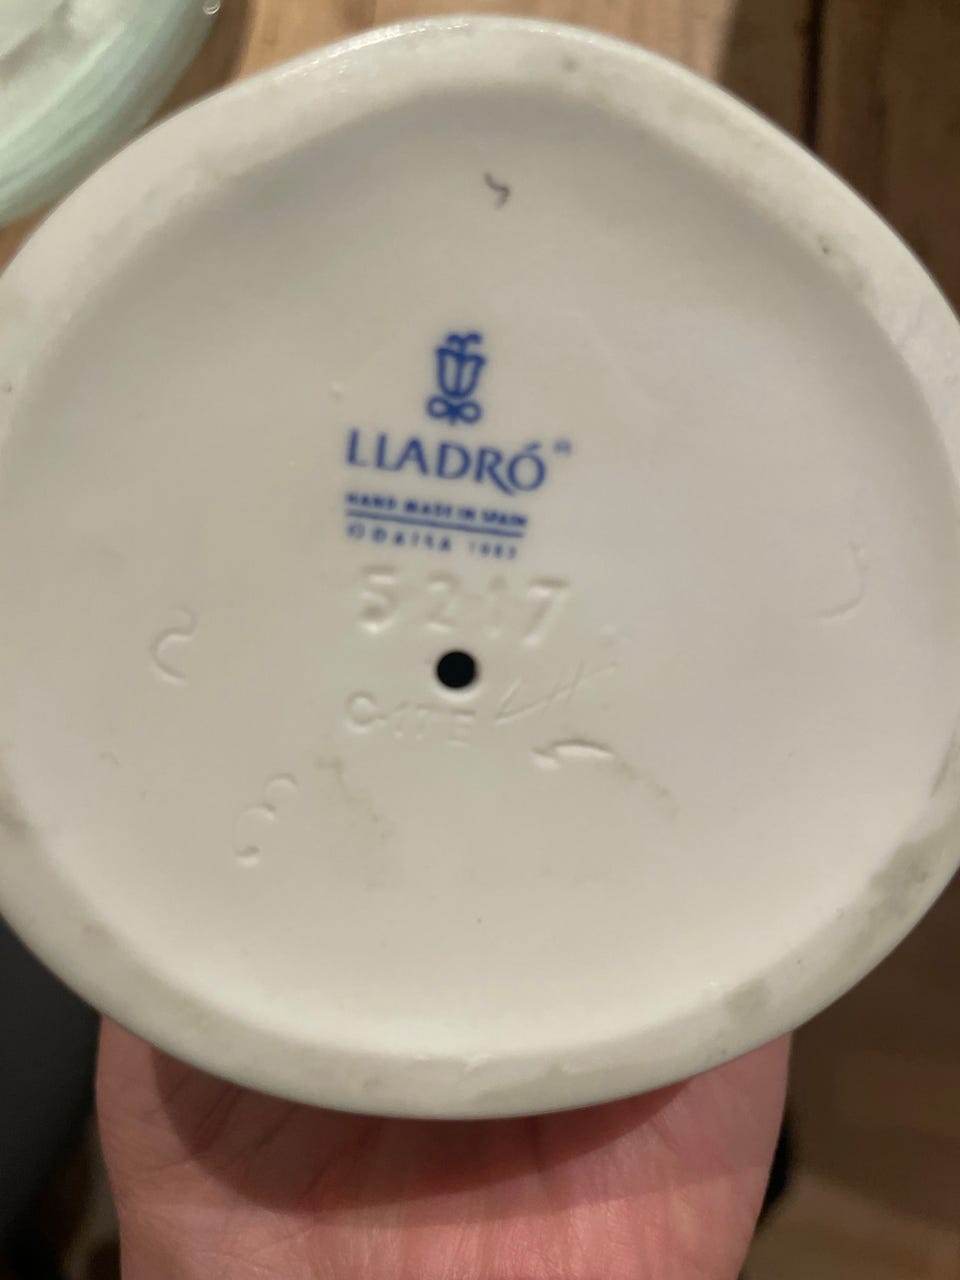 LLADRÓ®
HAND MADE IN SPAIN
© DAISA 1983
5217